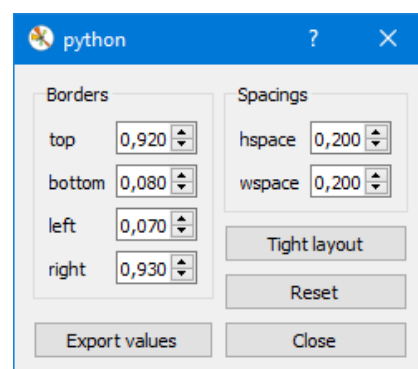 python ?
Borders
top 0,920
bottom 0,080
left 0,070
right 0,930
Export values
Spacings
hspace 0,200
wspace 0,200
Tight layout
Reset
Close